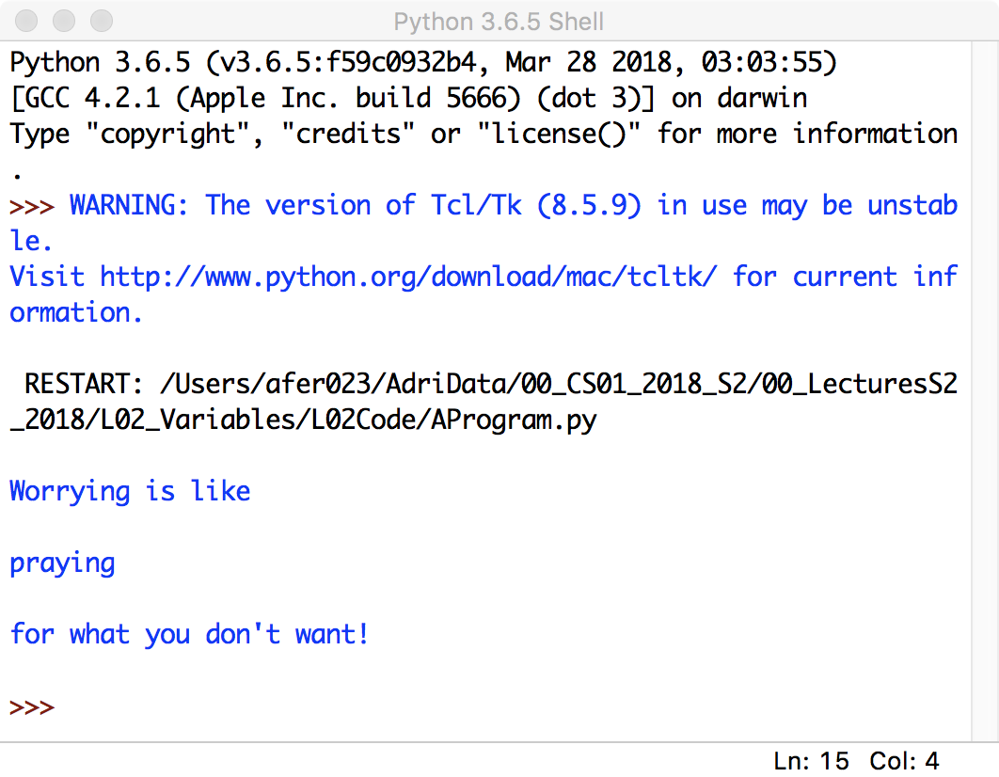 Python 3.6.5 Shell
Python 3.6.5 (v3.6.5:f59c0932b4, Mar 28 2018, 03:03:55)
[GCC 4.2.1 (Apple Inc. build 5666) (dot 3)] on darwin
Type "copyright", "credits" or "license()" for more information
.
>>> WARNING: The version of Tcl/Tk (8.5.9) in use may be unstab
le.
Visit http://www.python.org/download/mac/tcltk/ for current inf
ormation.
 RESTART: /Users/afer023/AdriData/00_CS01_2018_S2/00_LecturesS2
_2018/L02_Variables/L02Code/AProgram.py
Worrying is like
praying
for what you don't want!
>>>
Ln: 15 Col: 4